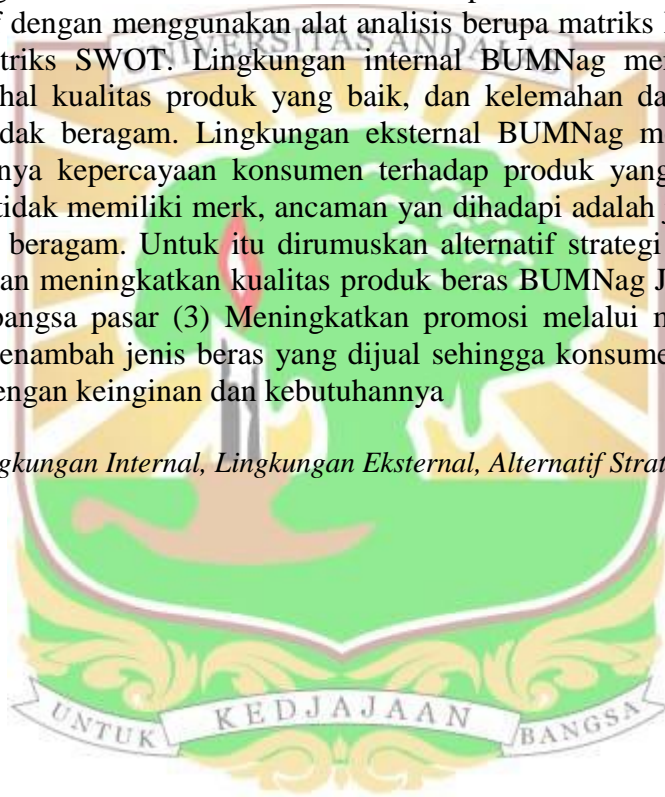 f dengan menggunakan alat analisis berupa matriks
triks SWOT. Lingkungan internal BUMNag me
hal kualitas produk yang baik, dan kelemahan da
dak beragam. Lingkungan eksternal BUMNag m
nya kepercayaan konsumen terhadap produk yang
tidak memiliki merk, ancaman yan dihadapi adalah
beragam. Untuk itu dirumuskan alternatif strategi
an meningkatkan kualitas produk beras BUMNag J
bangsa pasar (3) Meningkatkan promosi melalui m
enambah jenis beras yang dijual sehingga konsume
engan keinginan dan kebutuhannya
gkungan Internal, Lingkungan Eksternal, Alternatif Strat
UNTUK KEDJAJAAN BANGSA